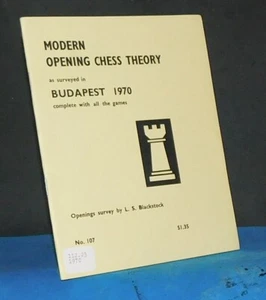 MODERN
OPENING CHESS THEORY
as surveyed in
BUDAPEST 1970
complete with all the games
Openings survey by L. S. Blackstock
No. 107
$1.35